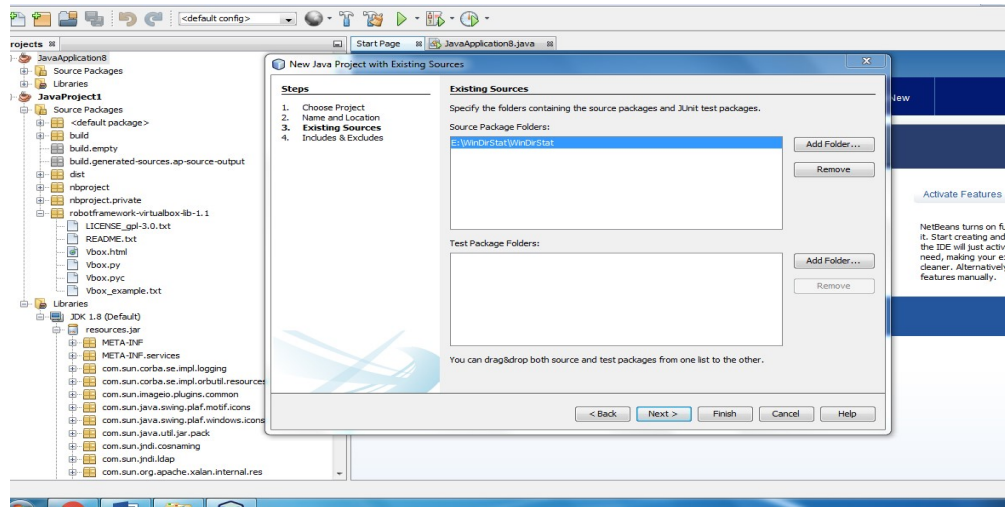 <default config>
rojects
Start Page
JavaApplication8.java
JavaApplication8
Source Packages
Libraries
JavaProject1
Source Packages
<default package>
build
build.empty
build.generated-sources.ap-source-output
dist
nbproject
nbproject.private
robotframework-virtualbox-lib-1.1
LICENSE_gpl-3.0.txt
README.txt
Vbox.html
Vbox.py
Vbox.pyc
Vbox_example.txt
Libraries
JDK 1.8 (Default)
resources.jar
META-INF
META-INF.services
com.sun.corba.se.impl.logging
com.sun.corba.se.impl.orbutil.resources
com.sun.imageio.plugins.common
com.sun.java.swing.plaf.motif.icons
com.sun.java.swing.plaf.windows.icons
com.sun.java.util.jar.pack
com.sun.jndi.cosnaming
com.sun.jndi.ldap
com.sun.org.apache.xalan.internal.res
New Java Project with Existing Sources
Steps
1. Choose Project
2. Name and Location
3. Existing Sources
4. Includes & Excludes
Existing Sources
Specify the folders containing the source packages and JUnit test packages.
Source Package Folders:
E:\WinDirStat\WinDirStat
Add Folder...
Remove
Test Package Folders:
Add Folder...
Remove
You can drag&drop both source and test packages from one list to the other.
< Back
Next >
Finish
Cancel
Help
New
Activate Features
NetBeans turns on fu
it. Start creating and
the IDE will just activ
need, making your e
cleaner. Alternatively
features manually.